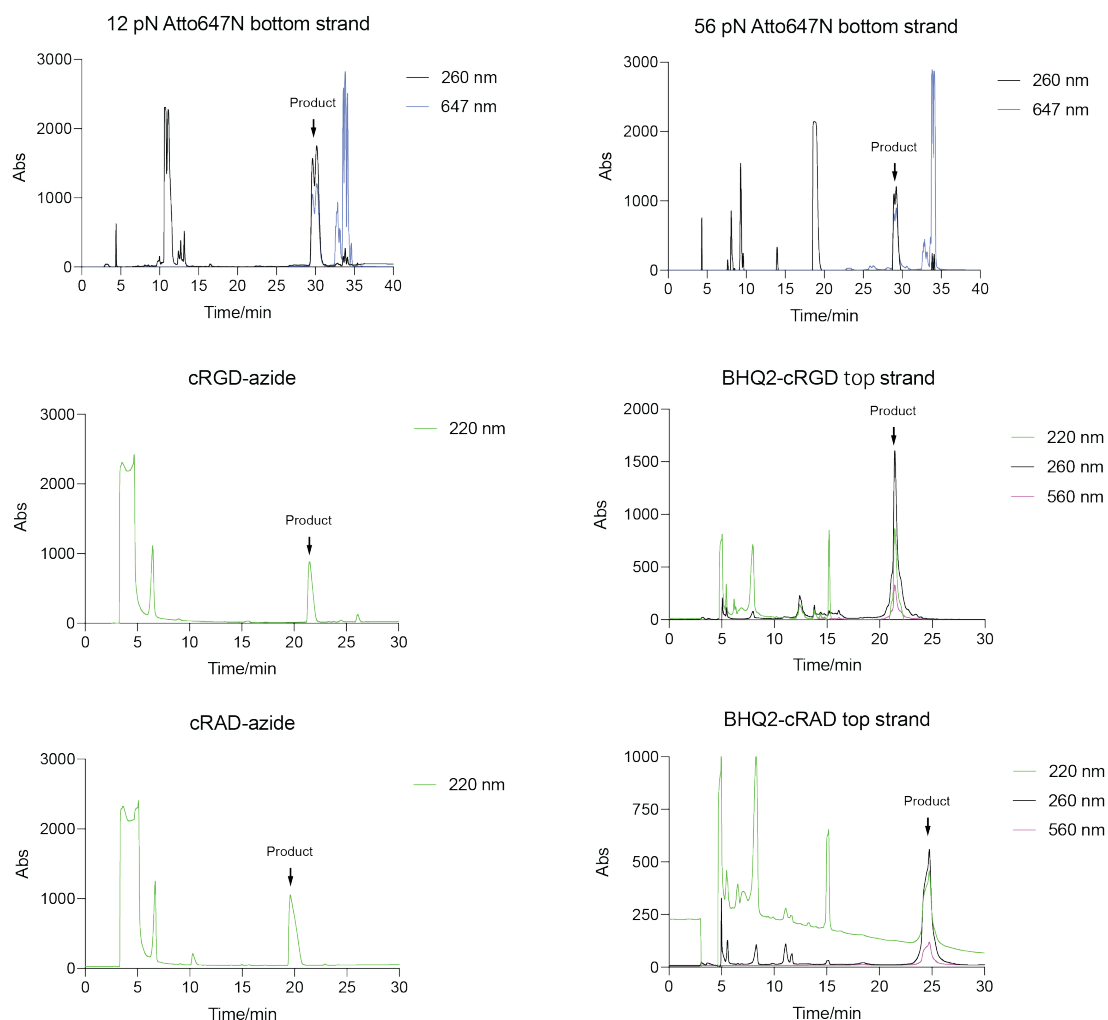 12 pN Atto647N bottom strand
3000
2000
1000
0
Abs
Product
260 nm
647 nm
0 5 10 15 20 25 30 35 40
Time/min
56 pN Atto647N bottom strand
3000
2000
1000
0
Abs
Product
260 nm
647 nm
0 5 10 15 20 25 30 35 40
Time/min
cRGD-azide
3000
2000
1000
0
Abs
Product
220 nm
0 5 10 15 20 25 30
Time/min
BHQ2-cRGD top strand
2000
1500
1000
500
0
Abs
Product
220 nm
260 nm
560 nm
0 5 10 15 20 25 30
Time/min
cRAD-azide
3000
2000
1000
0
Abs
Product
220 nm
0 5 10 15 20 25 30
Time/min
BHQ2-cRAD top strand
1000
750
500
250
0
Abs
Product
220 nm
260 nm
560 nm
0 5 10 15 20 25 30
Time/min